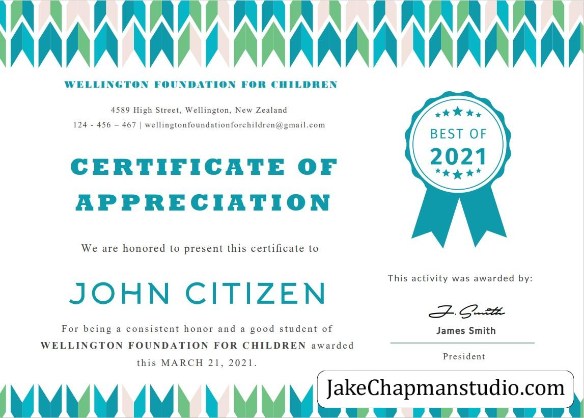 WELLINGTON FOUNDATION FOR CHILDREN
4589 High Street, Wellington, New Zealand
124 - 456 – 467 | wellingtonfoundationforchildren@gmail.com
CERTIFICATE OF
APPRECIATION
We are honored to present this certificate to
JOHN CITIZEN
For being a consistent honor and a good student of
WELLINGTON FOUNDATION FOR CHILDREN awarded
this MARCH 21, 2021.
BEST OF
2021
This activity was awarded by:
J. Smith
James Smith
President
JakeChapmanstudio.com